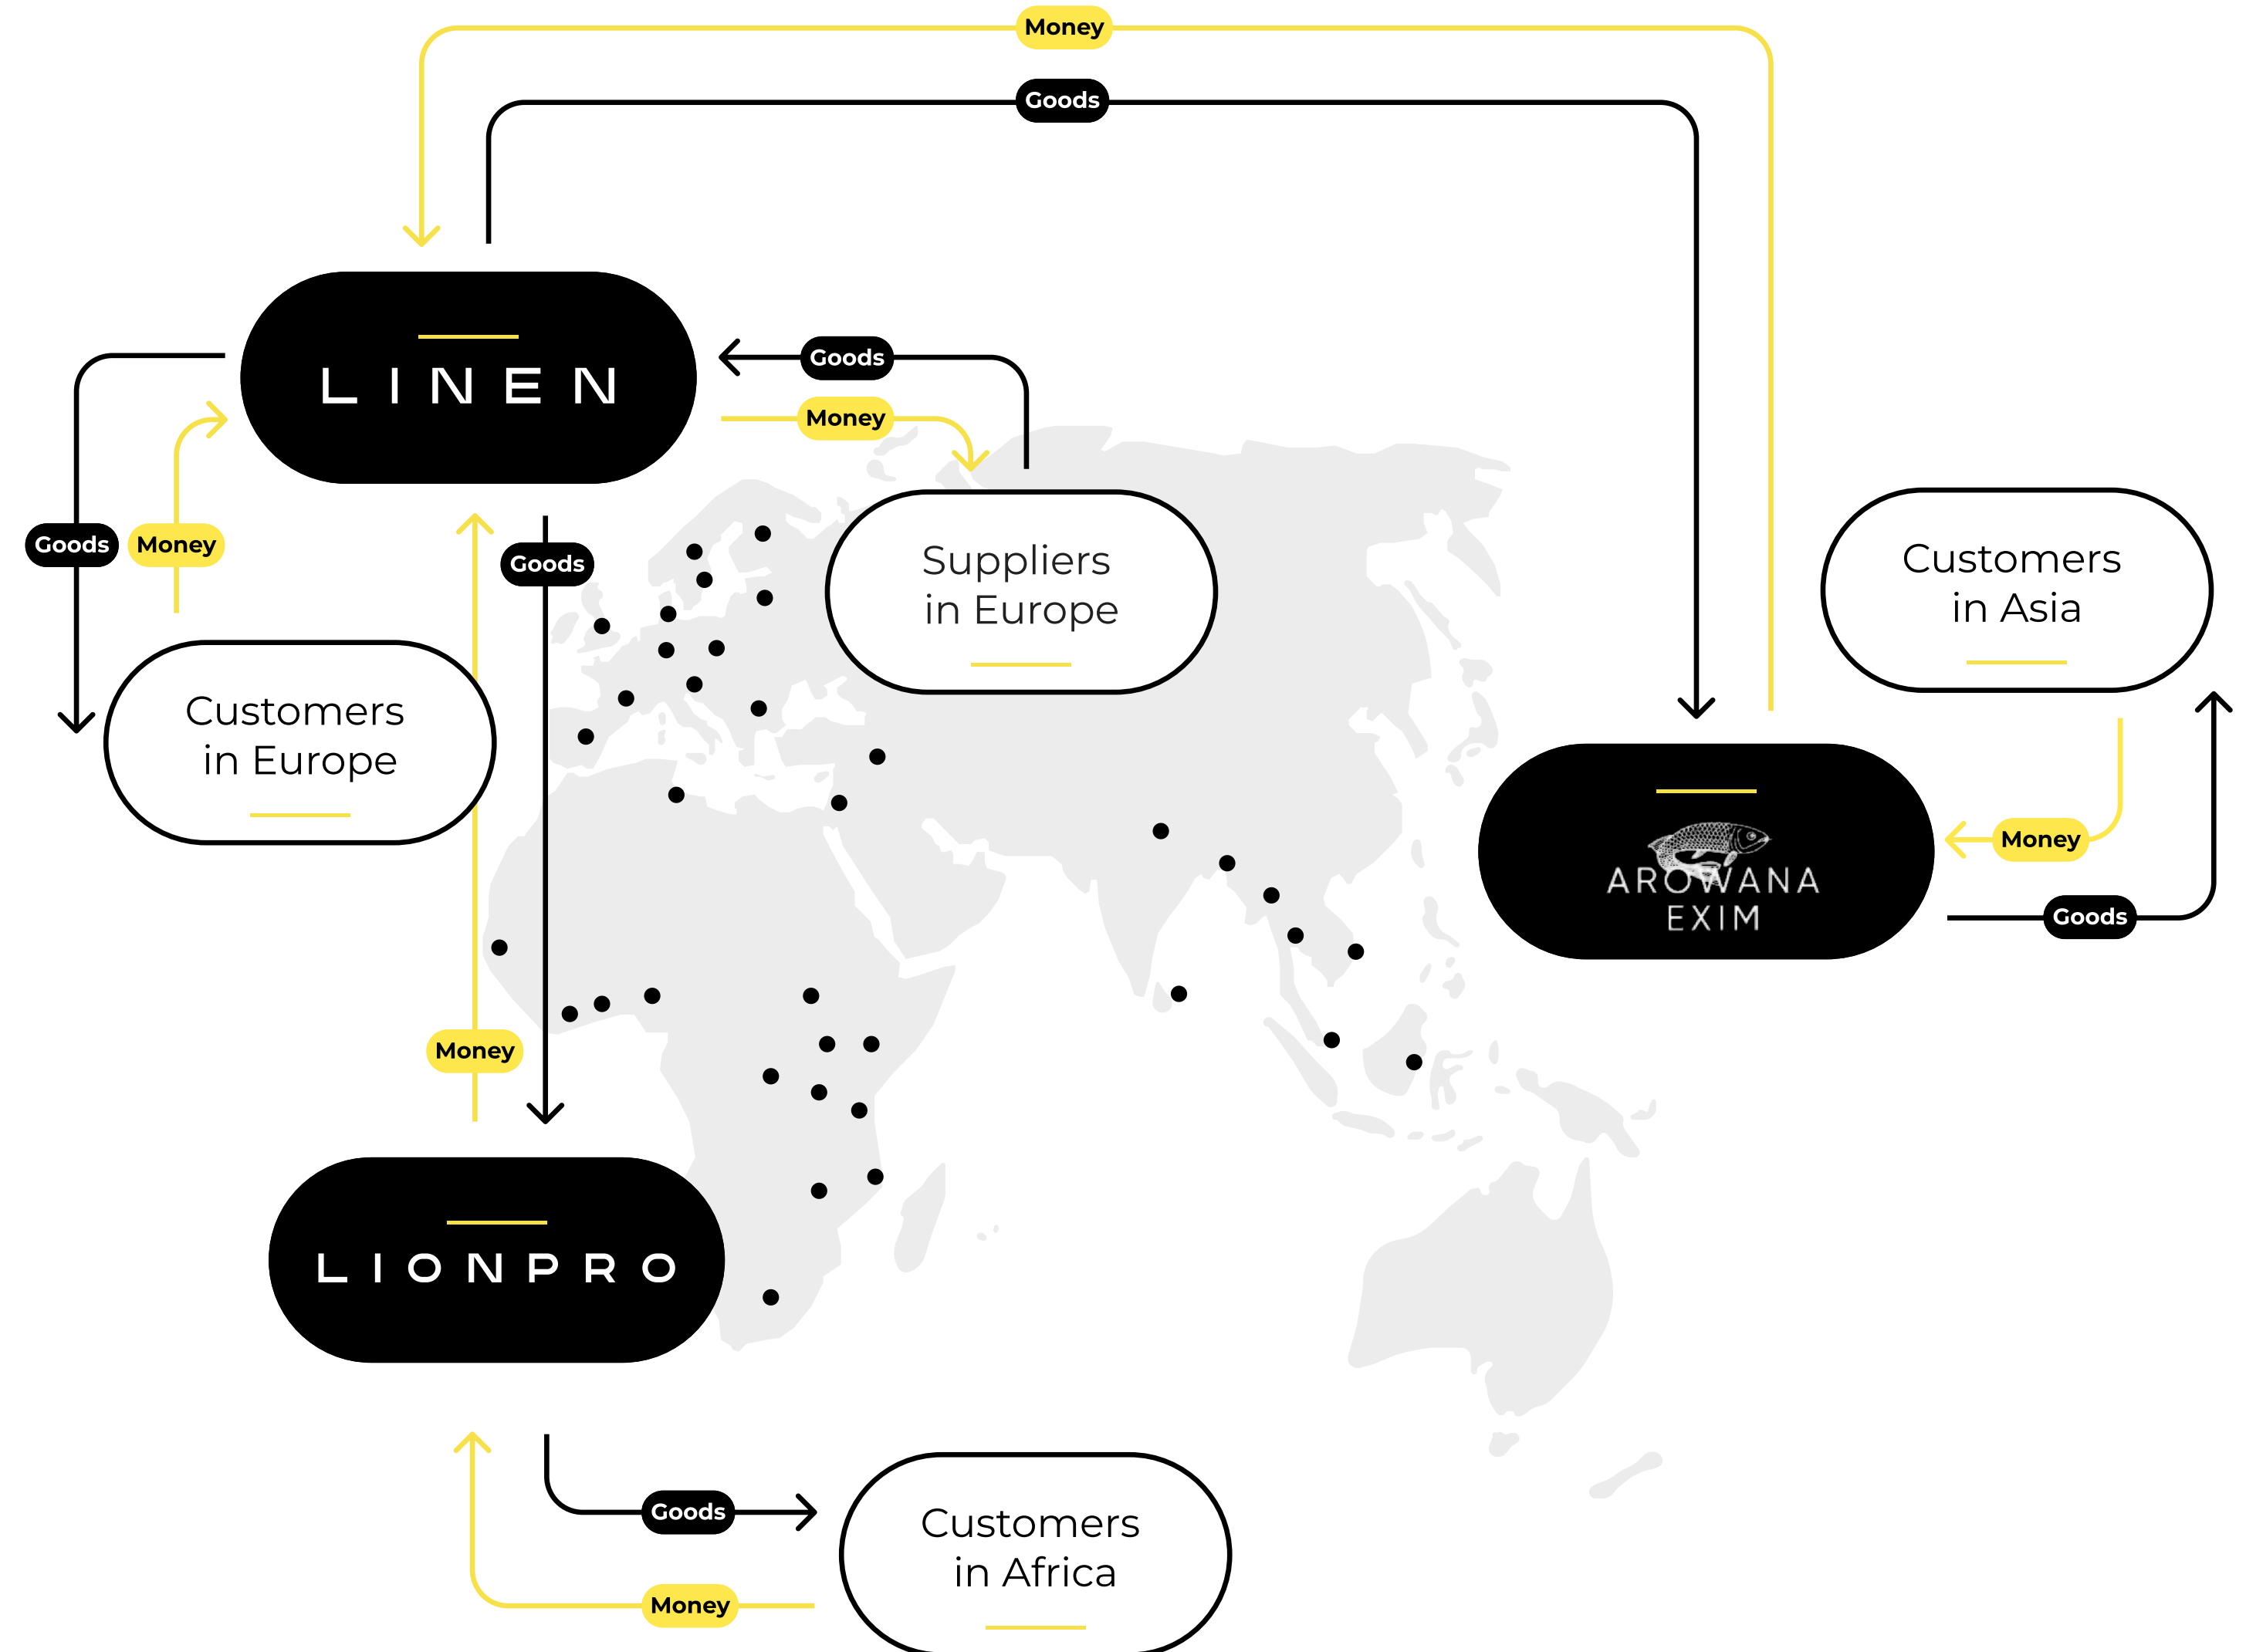 Money
Goods
LINEN
Goods
Money
Goods
Money
Goods
Suppliers
in Europe
Customers
in Asia
Customers
in Europe
AROWANA
EXIM
Money
Goods
Money
LIONPRO
Goods
Money
Customers
in Africa